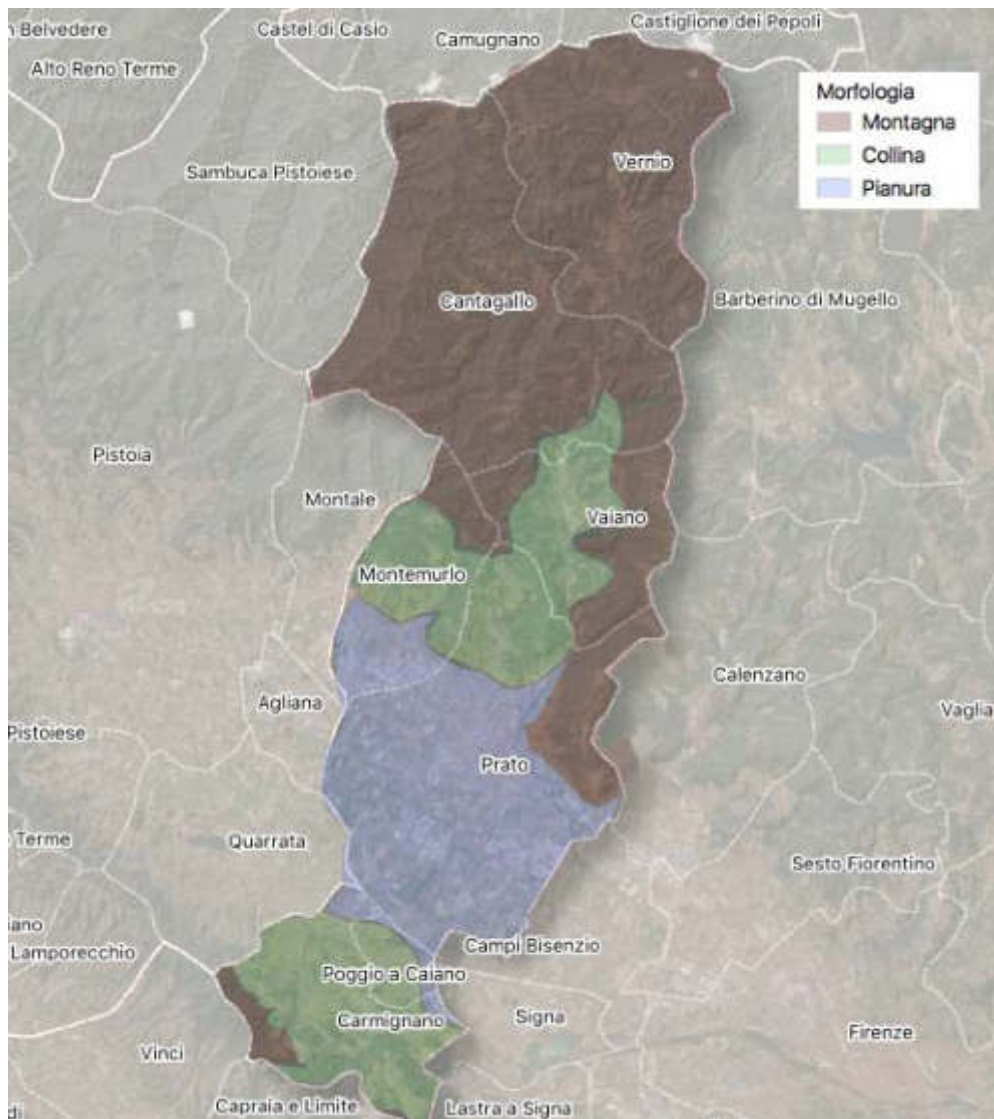 Belvedere
Castel di Casio
Castiglione dei Pepoli
Camugnano
Alto Reno Terme
Morfologia
Montagna
Collina
Pianura
Vernio
Sambuca Pistoiese
Cantagallo
Barberino di Mugello
Pistoia
Montale
Vaiano
Montemurlo
Calenzano
Agliana
Vaglia
Pistoiese
Prato
Terme
Quarrata
Sesto Fiorentino
iano
Lamporecchio
Campi Bisenzio
Poggio a Caiano
Signa
Carmignano
Firenze
Vinci
Capraia e Limite
Lastra a Signa
di